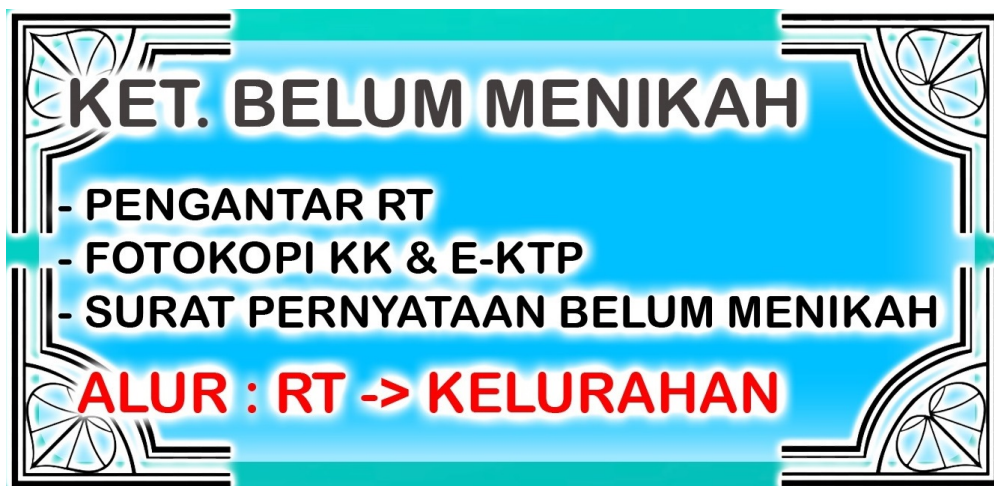 KET. BELUM MENIKAH
- PENGANTAR RT
- FOTOKOPI KK & E-KTP
- SURAT PERNYATAAN BELUM MENIKAH
ALUR : RT -> KELURAHAN